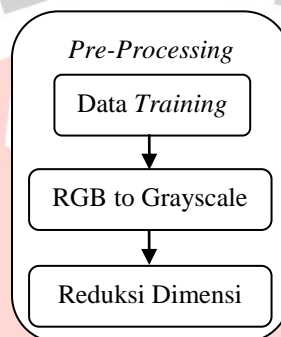 Pre-Processing
Data Training
RGB to Grayscale
Reduksi Dimensi